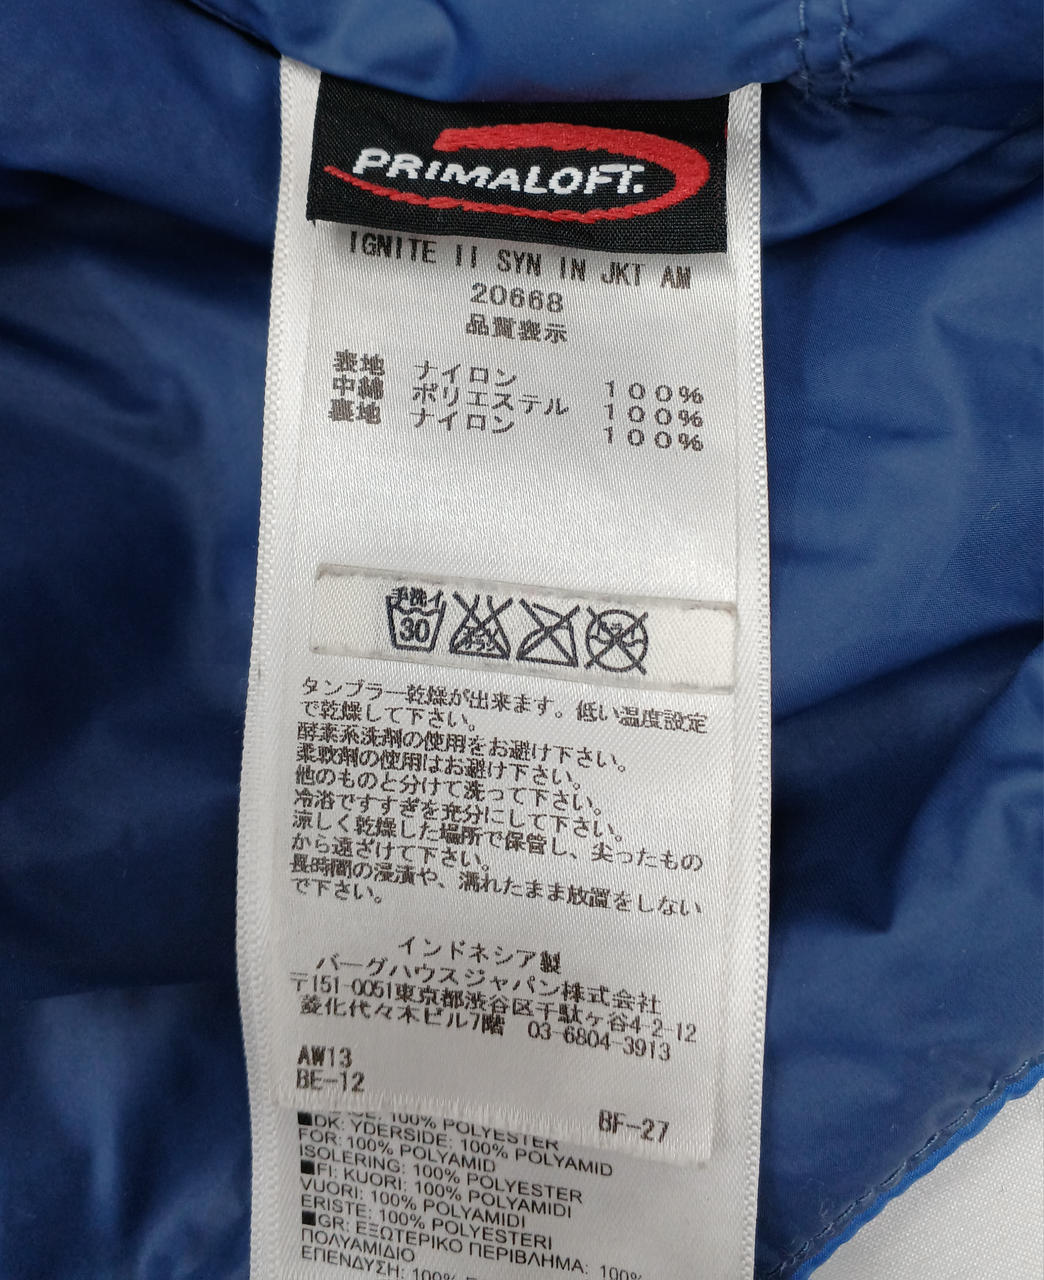 PRIMALOFT.
IGNITE II SYN IN JKT AM
20668
品質表示
表地 ナイロン 100%
中綿 ポリエステル 100%
裏地 ナイロン 100%
手洗イ
30
タンブラー乾燥が出来ます。低い温度設定
で乾燥して下さい。
酵素系洗剤の使用をお避け下さい。
柔軟剤の使用はお避け下さい。
他のものと分けて洗って下さい。
冷浴ですすぎを充分にして下さい。
涼しく乾燥した場所で保管し、尖ったもの
から遠ざけて下さい。
長時間の浸漬や、濡れたまま放置をしない
で下さい。
インドネシア製
バーグハウスジャパン株式会社
〒151-0051東京都渋谷区千駄ヶ谷4-2-12
菱化代々木ビル7階 03-6804-3913
AW13
BE-12
BF-27
100% POLYESTER
■DK: YDERSIDE: 100% POLYAMID
FOR: 100% POLYAMID
ISOLERING: 100% POLYESTER
■FI: KUORI: 100% POLYAMIDI
VUORI: 100% POLYAMIDI
ERISTE: 100% POLYESTERI
■GR: ΕΞΩΤΕΡΙΚΟ ΠΕΡΙΒΛΗΜΑ: 100%
ΠΟΛΥΑΜΙΔΙΟ
ΕΠΕΝΔΥΣΗ: 100%